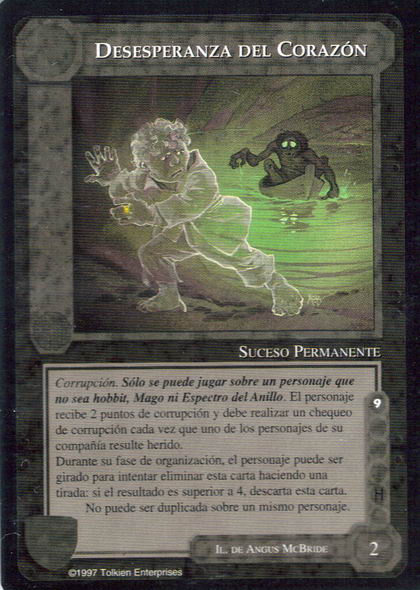 DESESPERANZA DEL CORAZÓN
SUCESO PERMANENTE
Corrupción. Sólo se puede jugar sobre un personaje que
no sea hobbit, Mago ni Espectro del Anillo. El personaje
recibe 2 puntos de corrupción y debe realizar un chequeo
de corrupción cada vez que uno de los personajes de su
compañía resulte herido.
Durante su fase de organización, el personaje puede ser
girado para intentar eliminar esta carta haciendo una
tirada: si el resultado es superior a 4, descarta esta carta.
No puede ser duplicada sobre un mismo personaje.
9
H
IL. DE ANGUS MCBRIDE
2
©1997 Tolkien Enterprises